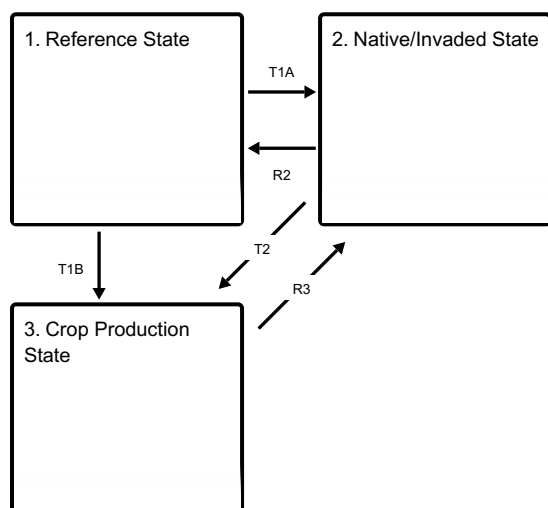 1. Reference State
2. Native/Invaded State
T1A
R2
T2
T1B
R3
3. Crop Production
State